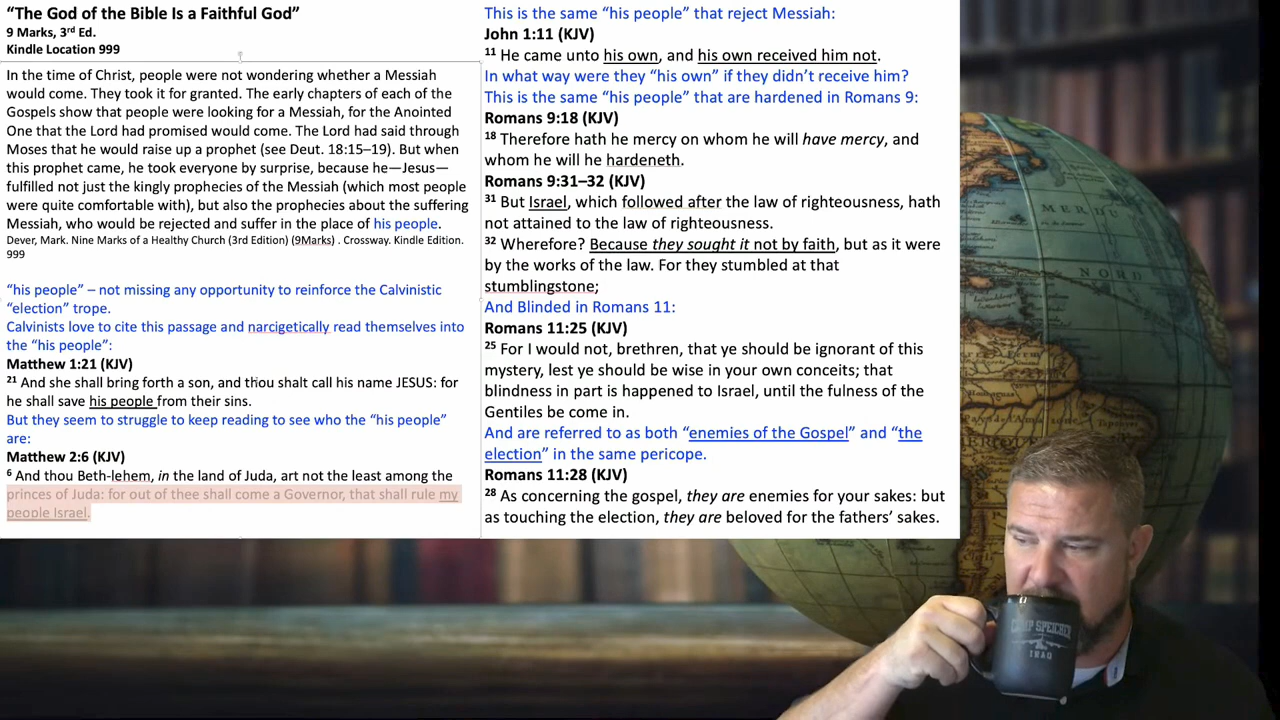 “The God of the Bible Is a Faithful God”
9 Marks, 3rd Ed.
Kindle Location 999
In the time of Christ, people were not wondering whether a Messiah
would come. They took it for granted. The early chapters of each of the
Gospels show that people were looking for a Messiah, for the Anointed
One that the Lord had promised would come. The Lord had said through
Moses that he would raise up a prophet (see Deut. 18:15–19). But when
this prophet came, he took everyone by surprise, because he—Jesus—
fulfilled not just the kingly prophecies of the Messiah (which most people
were quite comfortable with), but also the prophecies about the suffering
Messiah, who would be rejected and suffer in the place of his people.
Dever, Mark. Nine Marks of a Healthy Church (3rd Edition) (9Marks) . Crossway. Kindle Edition.
999
“his people” – not missing any opportunity to reinforce the Calvinistic
“election” trope.
Calvinists love to cite this passage and narcigetically read themselves into
the “his people”:
Matthew 1:21 (KJV)
21 And she shall bring forth a son, and thou shalt call his name JESUS: for
he shall save his people from their sins.
But they seem to struggle to keep reading to see who the “his people”
are:
Matthew 2:6 (KJV)
6 And thou Beth-lehem, in the land of Juda, art not the least among the
princes of Juda: for out of thee shall come a Governor, that shall rule my
people Israel.
This is the same “his people” that reject Messiah:
John 1:11 (KJV)
11 He came unto his own, and his own received him not.
In what way were they “his own” if they didn’t receive him?
This is the same “his people” that are hardened in Romans 9:
Romans 9:18 (KJV)
18 Therefore hath he mercy on whom he will have mercy, and
whom he will he hardeneth.
Romans 9:31–32 (KJV)
31 But Israel, which followed after the law of righteousness, hath
not attained to the law of righteousness.
32 Wherefore? Because they sought it not by faith, but as it were
by the works of the law. For they stumbled at that
stumblingstone;
And Blinded in Romans 11:
Romans 11:25 (KJV)
25 For I would not, brethren, that ye should be ignorant of this
mystery, lest ye should be wise in your own conceits; that
blindness in part is happened to Israel, until the fulness of the
Gentiles be come in.
And are referred to as both “enemies of the Gospel” and “the
election” in the same pericope.
Romans 11:28 (KJV)
28 As concerning the gospel, they are enemies for your sakes: but
as touching the election, they are beloved for the fathers’ sakes.
MERDU
NORD
CAMP SPEICHER
IRAQ